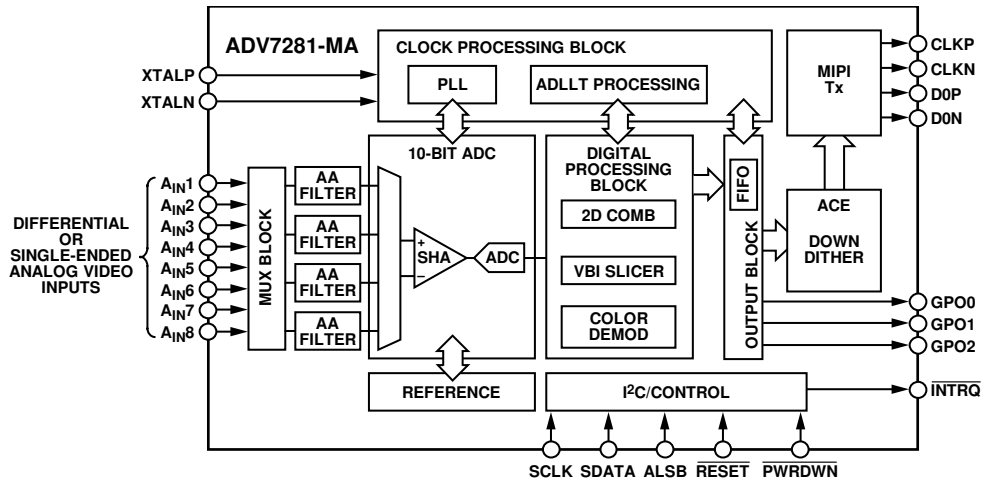 ADV7281-MA
CLOCK PROCESSING BLOCK
PLL
ADLLT PROCESSING
XTALP
XTALN
MIPI
Tx
CLKP
CLKN
D0P
D0N
10-BIT ADC
DIGITAL
PROCESSING
BLOCK
2D COMB
VBI SLICER
COLOR
DEMOD
FIFO
OUTPUT BLOCK
ACE
DOWN
DITHER
DIFFERENTIAL
OR
SINGLE-ENDED
ANALOG VIDEO
INPUTS
AIN1
AIN2
AIN3
AIN4
AIN5
AIN6
AIN7
AIN8
MUX BLOCK
AA
FILTER
AA
FILTER
AA
FILTER
AA
FILTER
+
SHA
–
ADC
REFERENCE
I2C/CONTROL
GPO0
GPO1
GPO2
INTRQ
SCLK SDATA ALSB RESET PWRDWN